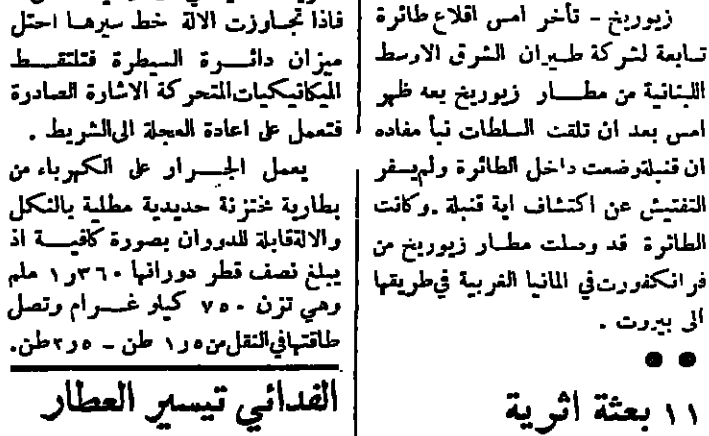 زيوريخ - تأخر امس اقلاع طائرة
تابعة لشركة طيران الشرق الاوسط
اللبنانية من مطار زيوريخ بعه ظهر
امس بعد ان تلقت السلطات نبأ مفاده
ان قنبلة وضعت داخل الطائرة ولم يسفر
التفتيش عن اكتشاف اية قنبلة . وكانت
الطائرة قد وصلت مطار زيوريخ من
فرانكفورت في المانيا الغربية في طريقها
الى بيروت .
١١ بعثة اثرية
فاذا تجاوزت الالة خط سيرها احتل
ميزان دائرة السيطرة فتلتقط
الميكانيكيات المتحركة الاشارة الصادرة
فتعمل على اعادة العجلة الى الشريط .
يعمل الجرار على الكهرباء من
بطارية مختزنة حديدية مطلية بالنكل
والالة قابلة للدوران بصورة كافية اذ
يبلغ نصف قطر دورانها ٣٦٠ر١ ملم
وهي تزن ٧٥٠ كيلو غرام وتصل
طاقتها في النقل من ٥ر١ طن - ٥ر٢ طن.
الفدائي تيسير العطار